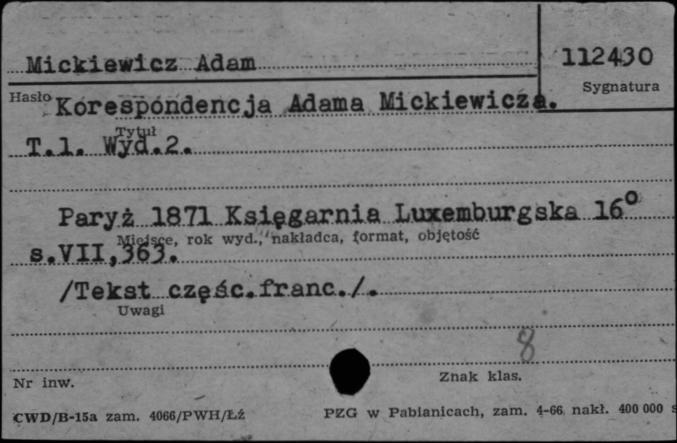 Mickiewicz Adam
112430
Hasło
Sygnatura
Korespondencja Adama Mickiewicza.
Tytuł
T.1. Wyd.2.
Paryż 1871 Księgarnia Luxemburgska 16°
Miejsce, rok wyd., nakładca, format, objętość
s.VII,363.
/Tekst częśc.franc./.
Uwagi
8
Nr inw.
Znak klas.
CWD/B-15a zam. 4066/PWH/Łź
PZG w Pabianicach, zam. 4-66 nakł. 400 000 s